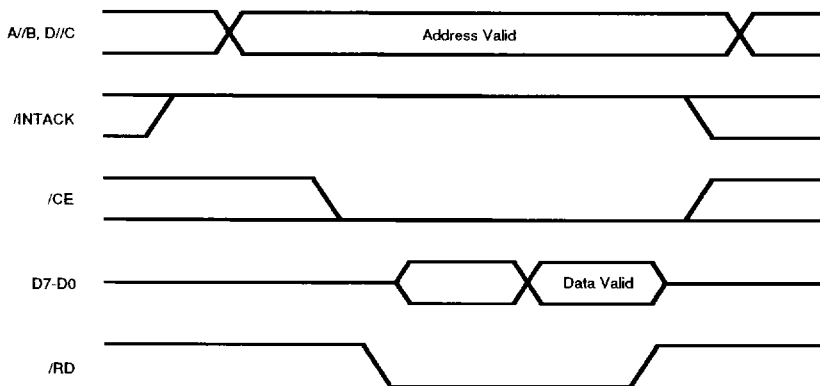 A//B, D//C
Address Valid
/INTACK
/CE
D7-D0
Data Valid
/RD